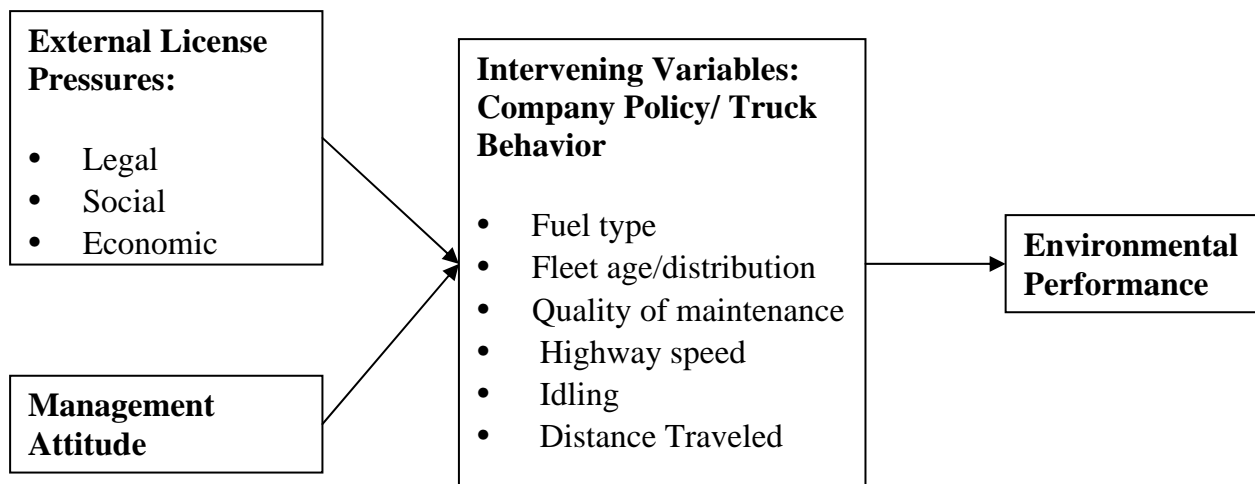 External License
Pressures:
• Legal
• Social
• Economic
Management
Attitude
Intervening Variables:
Company Policy/ Truck
Behavior
• Fuel type
• Fleet age/distribution
• Quality of maintenance
• Highway speed
• Idling
• Distance Traveled
Environmental
Performance